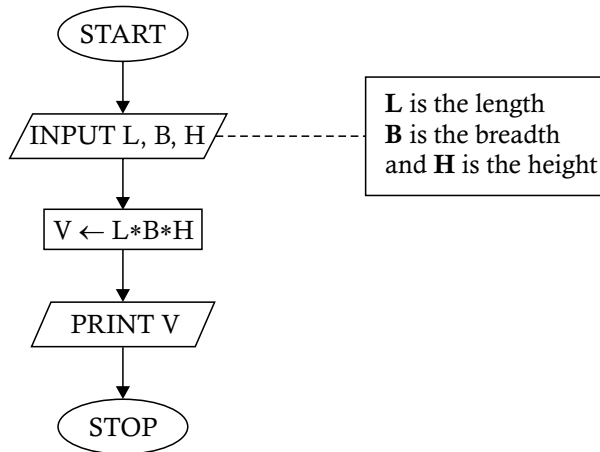 START
INPUT L, B, H
L is the length
B is the breadth
and H is the height
V ← L*B*H
PRINT V
STOP